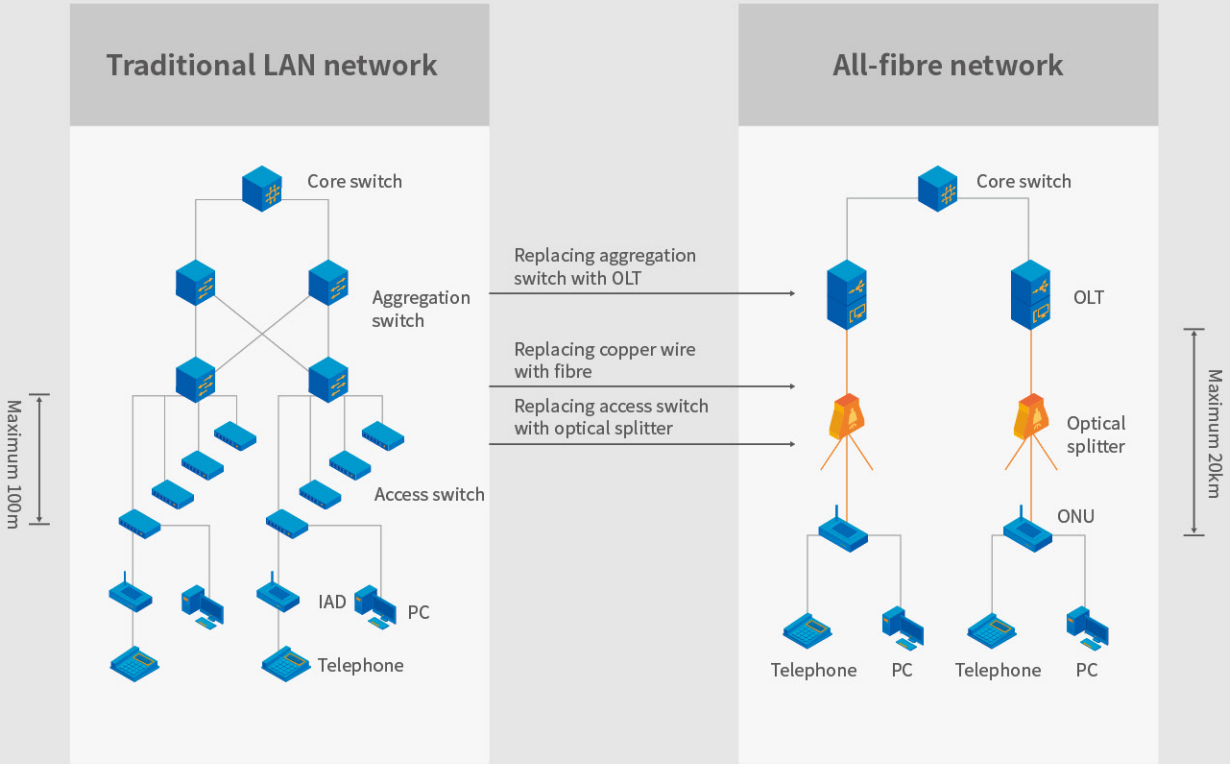 Traditional LAN network
All-fibre network
Core switch
Core switch
Replacing aggregation
switch with OLT
Aggregation
switch
OLT
Replacing copper wire
with fibre
Maximum 100m
Replacing access switch
with optical splitter
Optical
splitter
Maximum 20km
Access switch
ONU
IAD
PC
Telephone
Telephone
PC
Telephone
PC